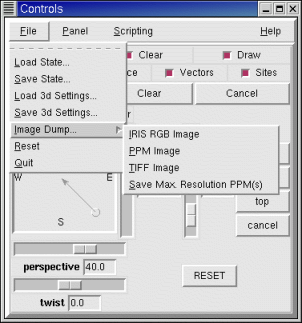 Controls
File Panel Scripting Help
Clear Draw
Load State...
Save State...
ce Vectors Sites
Load 3d Settings...
Clear Cancel
Save 3d Settings...
Image Dump...
IRIS RGB Image
Reset
PPM Image
Quit
TIFF Image
W E
Save Max. Resolution PPM(s)
top
S
cancel
perspective 40.0
RESET
twist 0.0